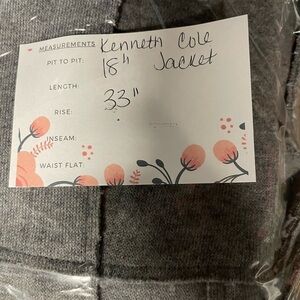 MEASUREMENTS Kenneth Cole
PIT TO PIT: 18" Jacket
LENGTH: 33"
RISE:
INSEAM:
WAIST FLAT: